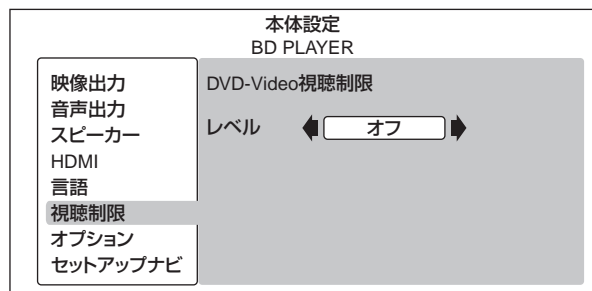 本体設定
BD PLAYER
映像出力
音声出力
スピーカー
HDMI
言語
視聴制限
オプション
セットアップナビ
DVD-Video視聴制限
レベル オフ